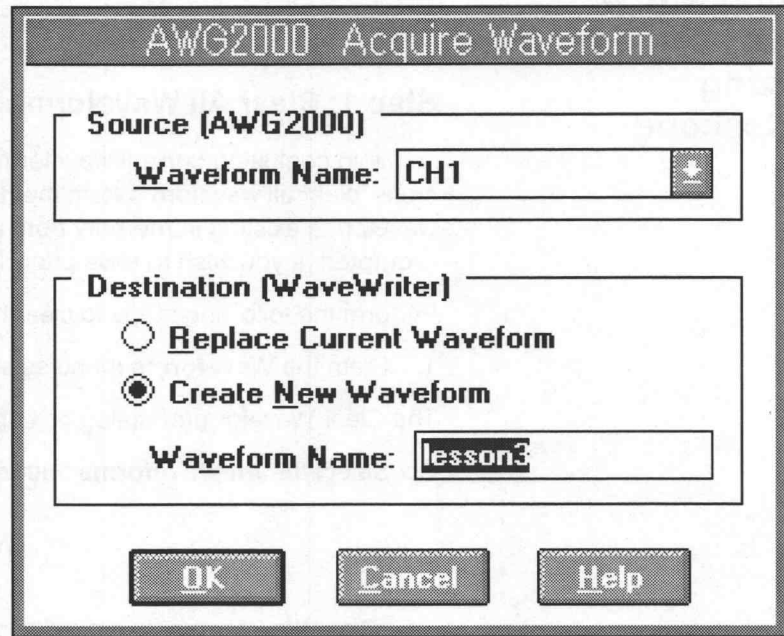 AWG2000 Acquire Waveform
Source (AWG2000)
Waveform Name: CH1
Destination (WaveWriter)
Replace Current Waveform
Create New Waveform
Waveform Name: lesson3
OK Cancel Help